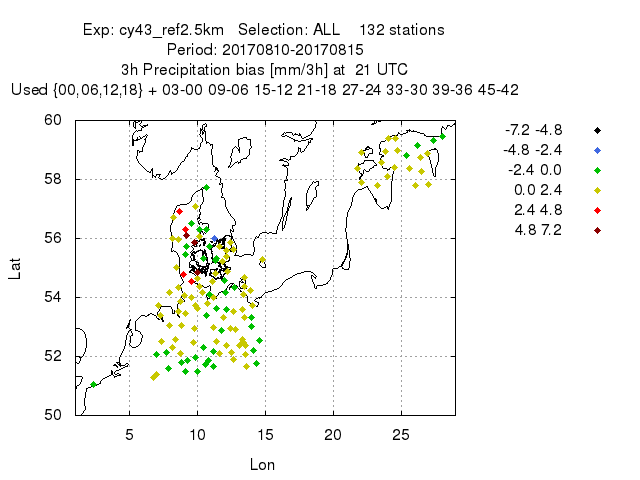 Exp: cy43_ref2.5km Selection: ALL 132 stations
Period: 20170810-20170815
3h Precipitation bias [mm/3h] at 21 UTC
Used {00,06,12,18} + 03-00 09-06 15-12 21-18 27-24 33-30 39-36 45-42
60
58
56
54
52
50
Lat
5 10 15 20 25
Lon
-7.2 -4.8
-4.8 -2.4
-2.4 0.0
0.0 2.4
2.4 4.8
4.8 7.2